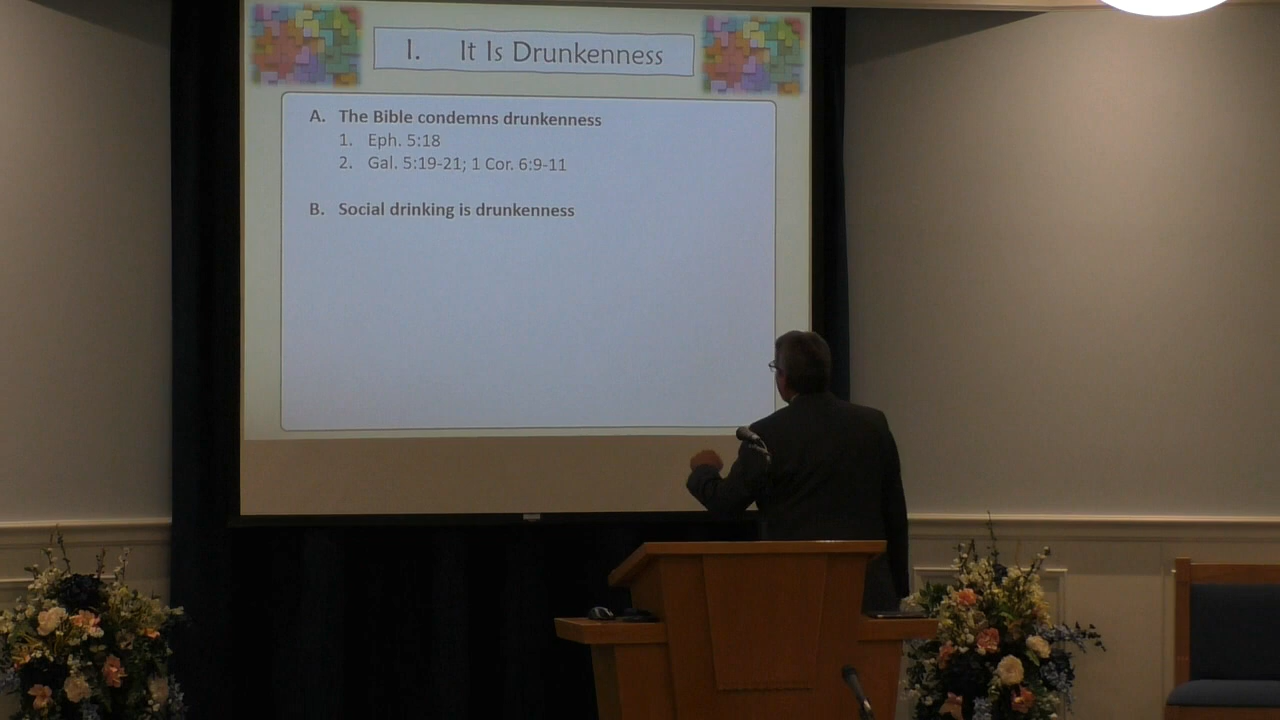 I. It Is Drunkenness
A. The Bible condemns drunkenness
1. Eph. 5:18
2. Gal. 5:19-21; 1 Cor. 6:9-11
B. Social drinking is drunkenness